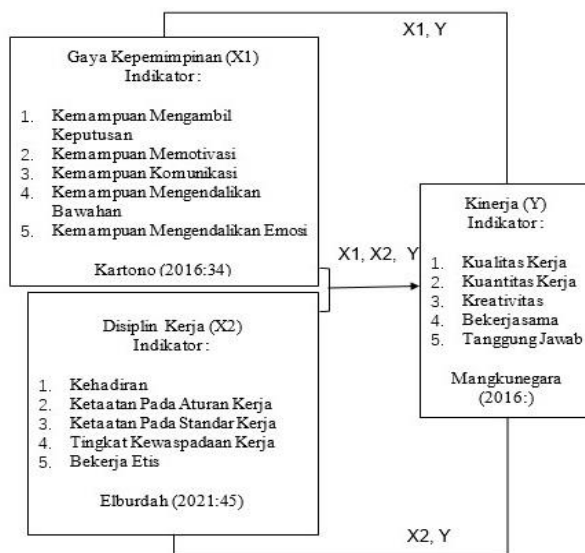 X1, Y
Gaya Kepemimpinan (X1)
Indikator :
1. Kemampuan Mengambil
Keputusan
2. Kemampuan Memotivasi
3. Kemampuan Komunikasi
4. Kemampuan Mengendalikan
Bawahan
5. Kemampuan Mengendalikan Emosi
Kartono (2016:34)
X1, X2, Y
Disiplin Kerja (X2)
Indikator :
1. Kehadiran
2. Ketaatan Pada Aturan Kerja
3. Ketaatan Pada Standar Kerja
4. Tingkat Kewaspadaan Kerja
5. Bekerja Etis
Elburdah (2021:45)
Kinerja (Y)
Indikator :
1. Kualitas Kerja
2. Kuantitas Kerja
3. Kreativitas
4. Bekerjasama
5. Tanggung Jawab
Mangkunegara
(2016:)
X2, Y